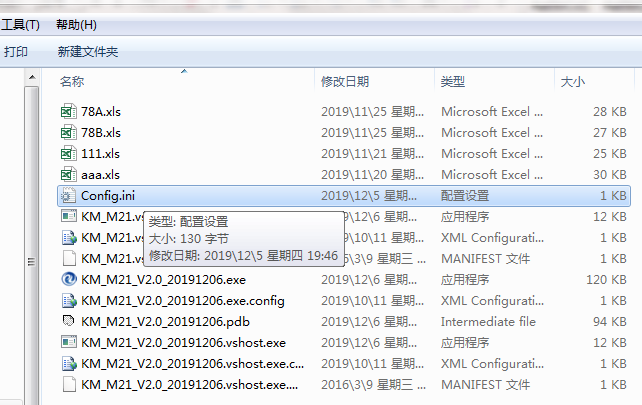 工具(T) 帮助(H)
打印 新建文件夹
名称 修改日期 类型 大小
78A.xls 2019\11\25 星期... Microsoft Excel ... 28 KB
78B.xls 2019\11\25 星期... Microsoft Excel ... 27 KB
111.xls 2019\11\21 星期... Microsoft Excel ... 25 KB
aaa.xls 2019\11\20 星期... Microsoft Excel ... 30 KB
Config.ini 2019\12\5 星期... 配置设置 1 KB
KM_M21.vs 9\12\6 星期... 应用程序 12 KB
类型: 配置设置
KM_M21.vs 9\10\11 星期... XML Configurati... 1 KB
大小: 130 字节
KM_M21.vs 6\3\9 星期三 ... MANIFEST 文件 1 KB
修改日期: 2019\12\5 星期四 19:46
KM_M21_V2.0_20191206.exe 2019\12\6 星期... 应用程序 120 KB
KM_M21_V2.0_20191206.exe.config 2019\10\11 星期... XML Configurati... 1 KB
KM_M21_V2.0_20191206.pdb 2019\12\6 星期... Intermediate file 94 KB
KM_M21_V2.0_20191206.vshost.exe 2019\12\6 星期... 应用程序 12 KB
KM_M21_V2.0_20191206.vshost.exe.c... 2019\10\11 星期... XML Configurati... 1 KB
KM_M21_V2.0_20191206.vshost.exe.... 2016\3\9 星期三 ... MANIFEST 文件 1 KB